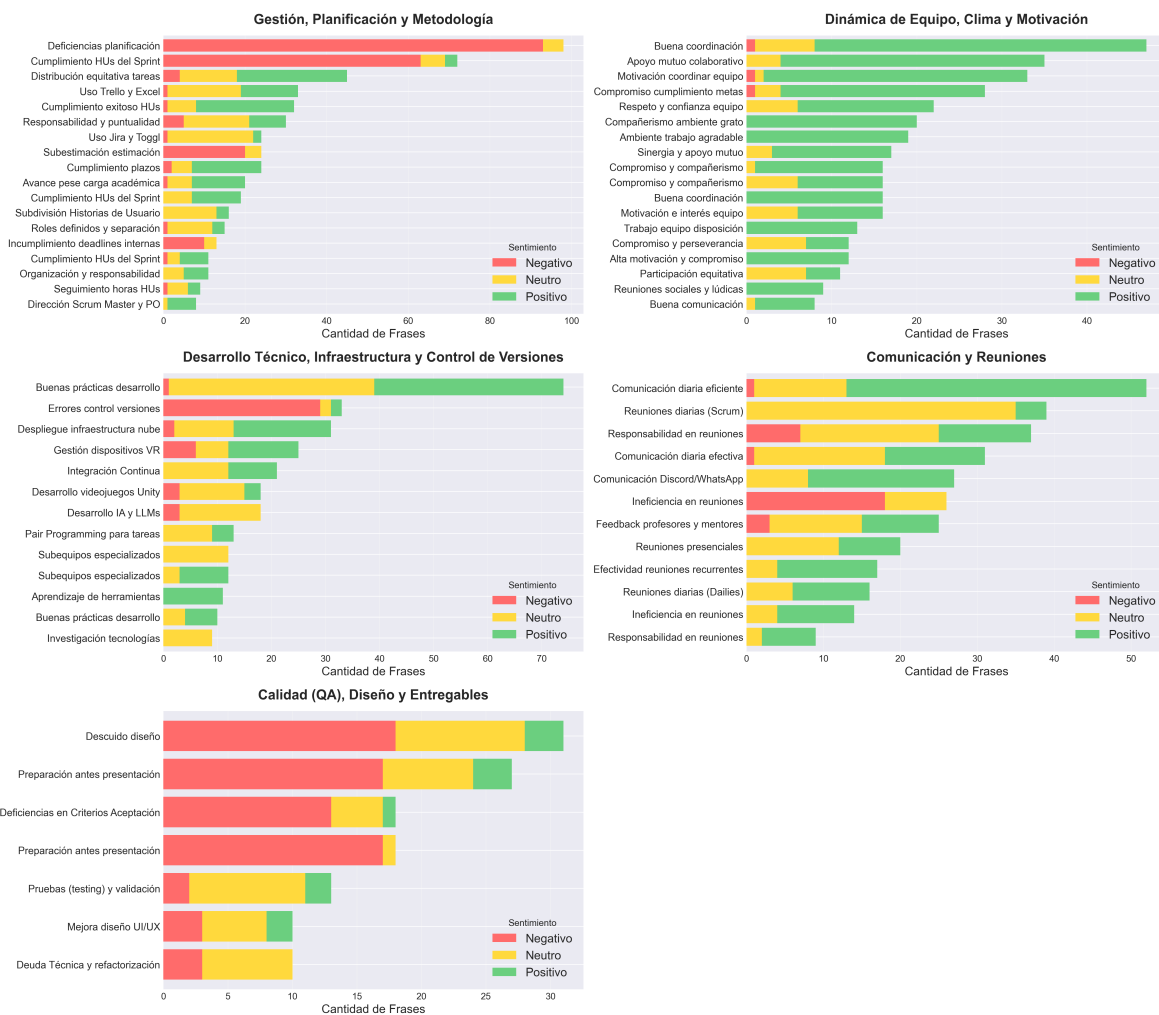 Gestión, Planificación y Metodología
Deficiencias planificación
Cumplimiento HUs del Sprint
Distribución equitativa tareas
Uso Trello y Excel
Cumplimiento exitoso HUs
Responsabilidad y puntualidad
Uso Jira y Toggl
Subestimación estimación
Cumplimiento plazos
Avance pese carga académica
Cumplimiento HUs del Sprint
Subdivisión Historias de Usuario
Roles definidos y separación
Incumplimiento deadlines internas
Cumplimiento HUs del Sprint
Organización y responsabilidad
Seguimiento horas HUs
Dirección Scrum Master y PO
Sentimiento
Negativo
Neutro
Positivo
0 20 40 60 80 100
Cantidad de Frases
Dinámica de Equipo, Clima y Motivación
Buena coordinación
Apoyo mutuo colaborativo
Motivación coordinar equipo
Compromiso cumplimiento metas
Respeto y confianza equipo
Compañerismo ambiente grato
Ambiente trabajo agradable
Sinergia y apoyo mutuo
Compromiso y compañerismo
Compromiso y compañerismo
Buena coordinación
Motivación e interés equipo
Trabajo equipo disposición
Compromiso y perseverancia
Alta motivación y compromiso
Participación equitativa
Reuniones sociales y lúdicas
Buena comunicación
Sentimiento
Negativo
Neutro
Positivo
0 10 20 30 40
Cantidad de Frases
Desarrollo Técnico, Infraestructura y Control de Versiones
Buenas prácticas desarrollo
Errores control versiones
Despliegue infraestructura nube
Gestión dispositivos VR
Integración Continua
Desarrollo videojuegos Unity
Desarrollo IA y LLMs
Pair Programming para tareas
Subequipos especializados
Subequipos especializados
Aprendizaje de herramientas
Buenas prácticas desarrollo
Investigación tecnologías
Sentimiento
Negativo
Neutro
Positivo
0 10 20 30 40 50 60 70
Cantidad de Frases
Comunicación y Reuniones
Comunicación diaria eficiente
Reuniones diarias (Scrum)
Responsabilidad en reuniones
Comunicación diaria efectiva
Comunicación Discord/WhatsApp
Ineficiencia en reuniones
Feedback profesores y mentores
Reuniones presenciales
Efectividad reuniones recurrentes
Reuniones diarias (Dailies)
Ineficiencia en reuniones
Responsabilidad en reuniones
Sentimiento
Negativo
Neutro
Positivo
0 10 20 30 40 50
Cantidad de Frases
Calidad (QA), Diseño y Entregables
Descuido diseño
Preparación antes presentación
Deficiencias en Criterios Aceptación
Preparación antes presentación
Pruebas (testing) y validación
Mejora diseño UI/UX
Deuda Técnica y refactorización
Sentimiento
Negativo
Neutro
Positivo
0 5 10 15 20 25 30
Cantidad de Frases